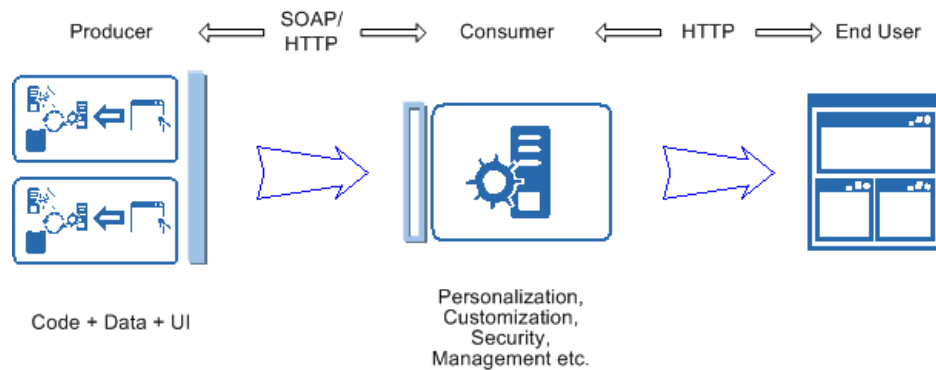 Producer
SOAP/
HTTP
Consumer
HTTP
End User
Code + Data + UI
Personalization,
Customization,
Security,
Management etc.